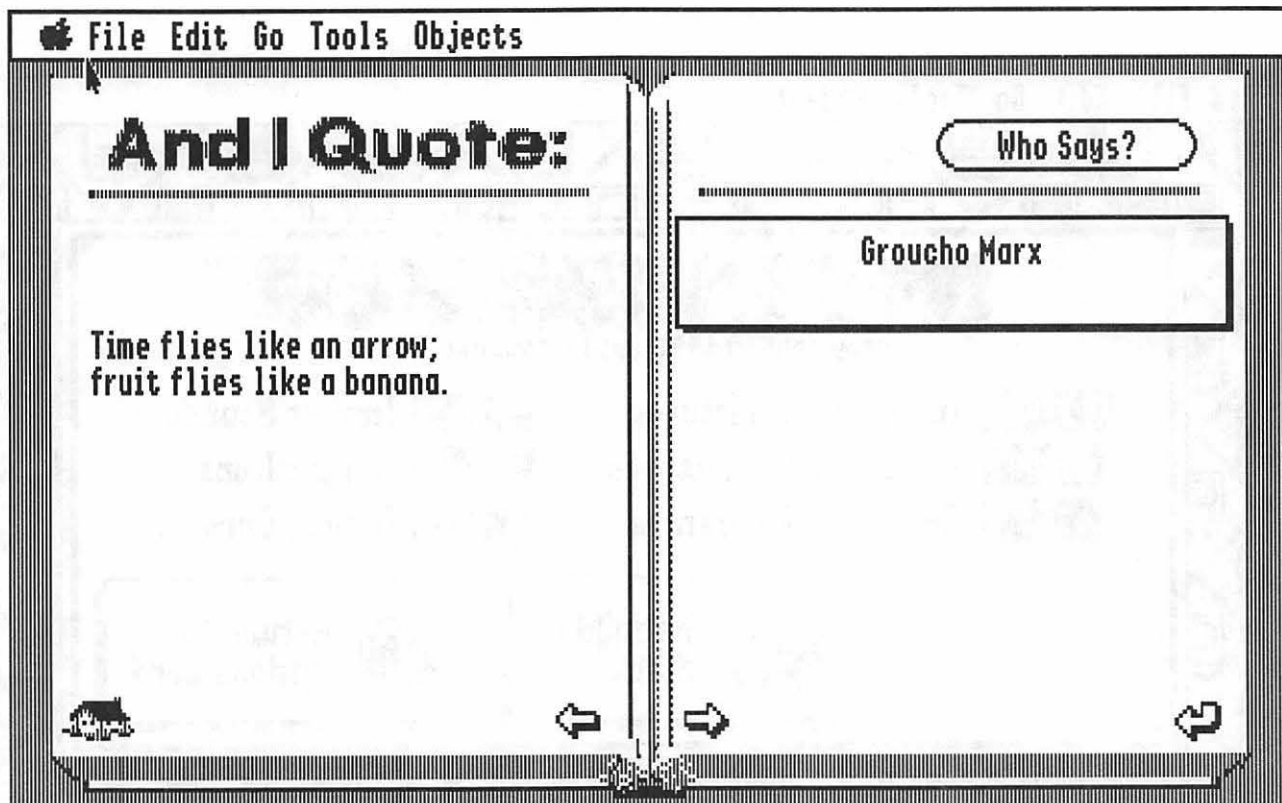 File Edit Go Tools Objects
And I Quote:
Time flies like an arrow;
fruit flies like a banana.
Who Says?
Groucho Marx